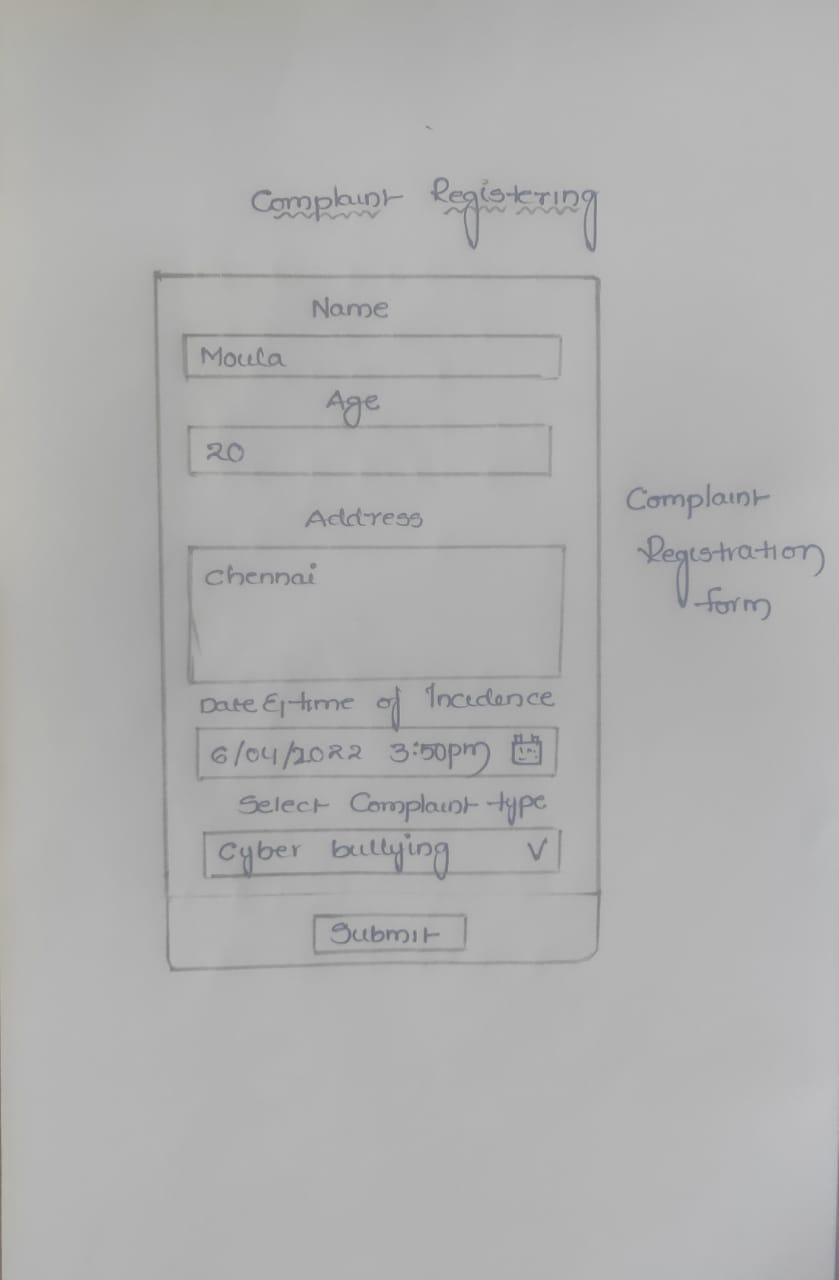 Complaint Registering
Name
Moula
Age
20
Address
Chennai
Date & time of Incidence
6/04/2022 3:50pm
Select Complaint type
Cyber bullying
Submit
Complaint
Registration
form